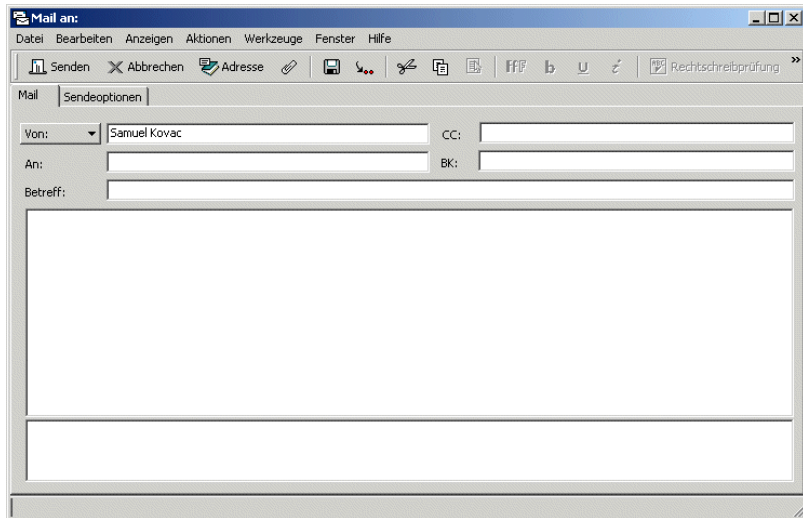 Mail an:
Datei Bearbeiten Anzeigen Aktionen Werkzeuge Fenster Hilfe
Senden Abbrechen Adresse b u i ABC Rechtschreibprüfung »
Mail Sendeoptionen
Von: Samuel Kovac CC:
An: BK:
Betreff: